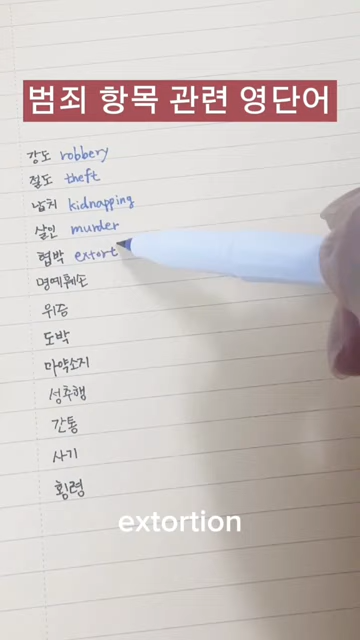 범죄 항목 관련 영단어
강도 robbery
절도 theft
납치 kidnapping
살인 murder
협박 extort
명예훼손
위증
도박
마약소지
성추행
간통
사기
횡령
extortion